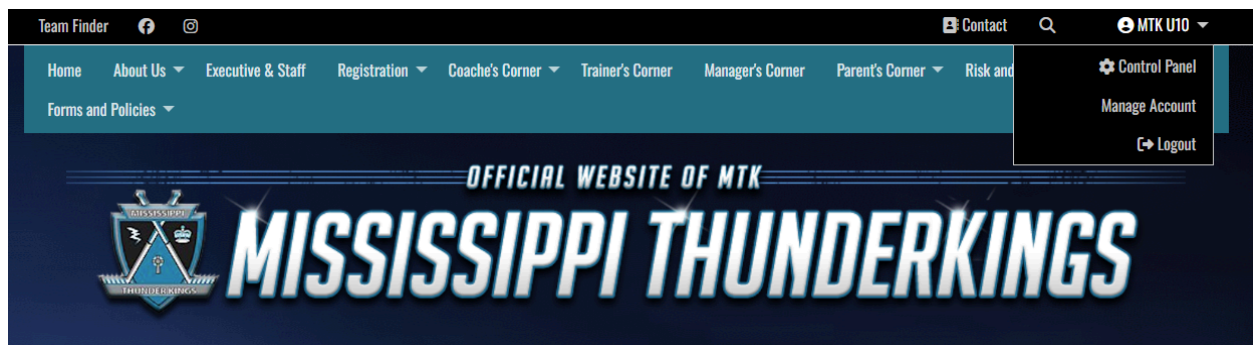 Team Finder Contact MTK U10
Home About Us Executive & Staff Registration Coache's Corner Trainer's Corner Manager's Corner Parent's Corner Risk and
Control Panel
Forms and Policies
Manage Account
Logout
OFFICIAL WEBSITE OF MTK
MISSISSIPPI THUNDERKINGS
MISSISSIPPI
THUNDERKINGS